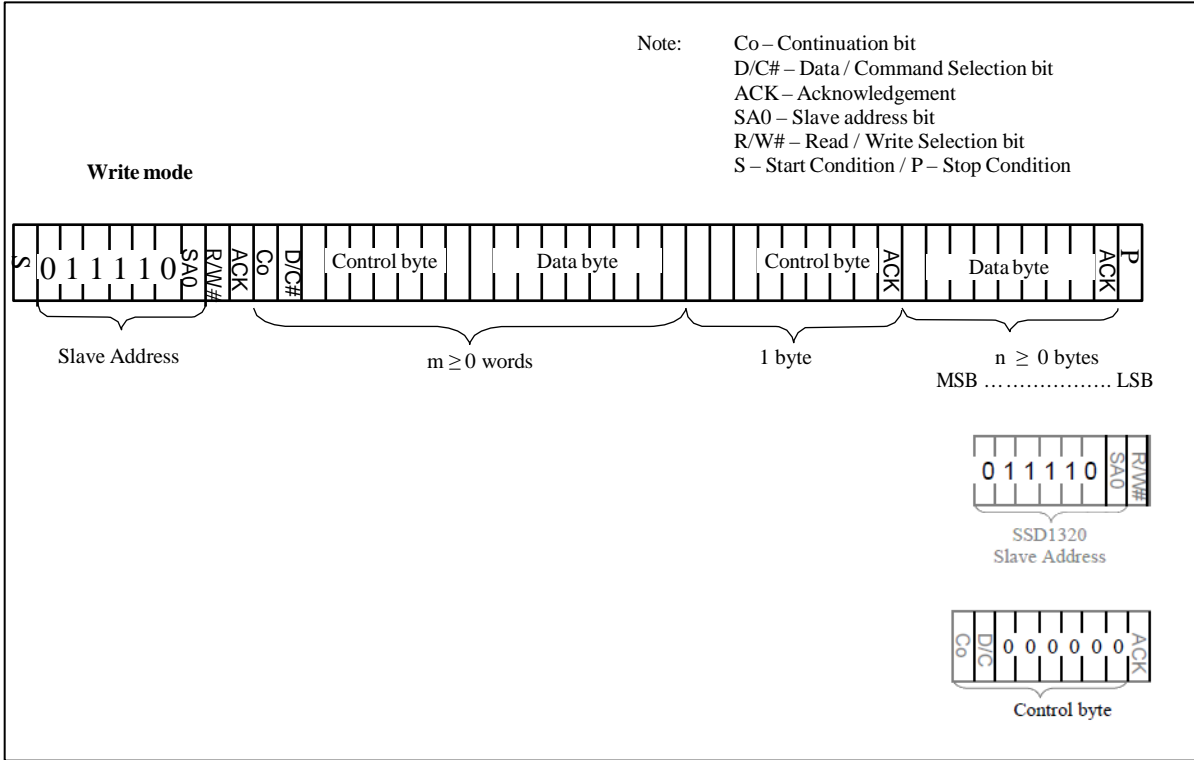 Note: Co – Continuation bit
D/C# – Data / Command Selection bit
ACK – Acknowledgement
SA0 – Slave address bit
R/W# – Read / Write Selection bit
S – Start Condition / P – Stop Condition
Write mode
S 0 1 1 1 1 0 SA0 R/W# ACK Co D/C# Control byte Data byte Control byte ACK Data byte ACK P
Slave Address m ≥ 0 words 1 byte n ≥ 0 bytes
MSB …………………. LSB
0 1 1 1 1 0 SA0 R/W#
SSD1320
Slave Address
Co D/C 0 0 0 0 0 0 ACK
Control byte